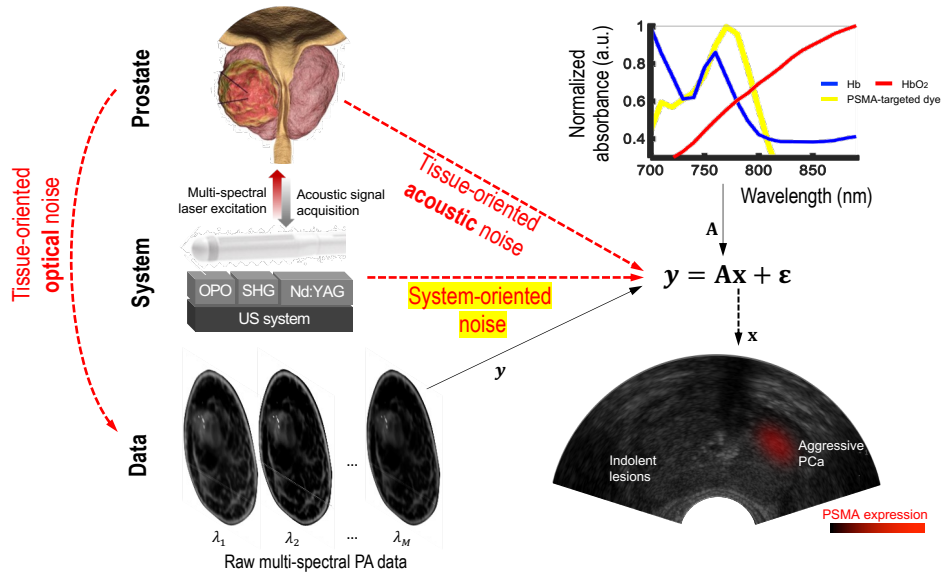 Prostate
Tissue-oriented
optical noise
Multi-spectral
laser excitation
Acoustic signal
acquisition
System
OPO
SHG
Nd:YAG
US system
Tissue-oriented
acoustic noise
System-oriented
noise
Data
λ1
λ2
...
...
λM
Raw multi-spectral PA data
y
Normalized
absorbance (a.u.)
1
0.8
0.6
0.4
700
750
800
850
Wavelength (nm)
Hb
HbO2
PSMA-targeted dye
A
y = Ax + ε
x
Indolent
lesions
Aggressive
PCa
PSMA expression